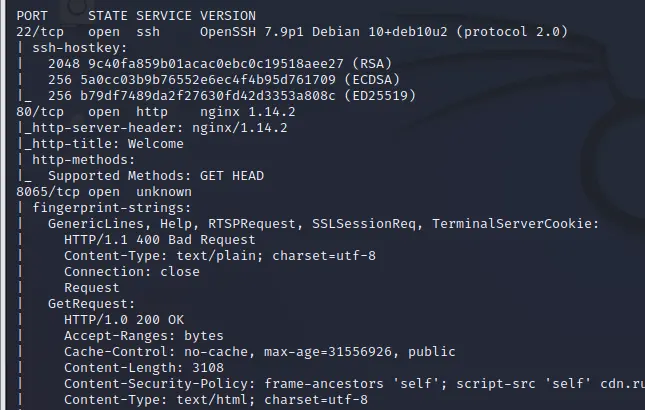 PORT     STATE SERVICE VERSION
22/tcp   open  ssh     OpenSSH 7.9p1 Debian 10+deb10u2 (protocol 2.0)
| ssh-hostkey:
|   2048 9c40fa859b01acac0ebc0c19518aee27 (RSA)
|   256 5a0cc03b9b76552e6ec4f4b95d761709 (ECDSA)
|_  256 b79df7489da2f27630fd42d3353a808c (ED25519)
80/tcp   open  http    nginx 1.14.2
|_http-server-header: nginx/1.14.2
|_http-title: Welcome
| http-methods:
|_  Supported Methods: GET HEAD
8065/tcp open  unknown
| fingerprint-strings:
|   GenericLines, Help, RTSPRequest, SSLSessionReq, TerminalServerCookie:
|     HTTP/1.1 400 Bad Request
|     Content-Type: text/plain; charset=utf-8
|     Connection: close
|     Request
|   GetRequest:
|     HTTP/1.0 200 OK
|     Accept-Ranges: bytes
|     Cache-Control: no-cache, max-age=31556926, public
|     Content-Length: 3108
|     Content-Security-Policy: frame-ancestors 'self'; script-src 'self' cdn.ru
|     Content-Type: text/html; charset=utf-8